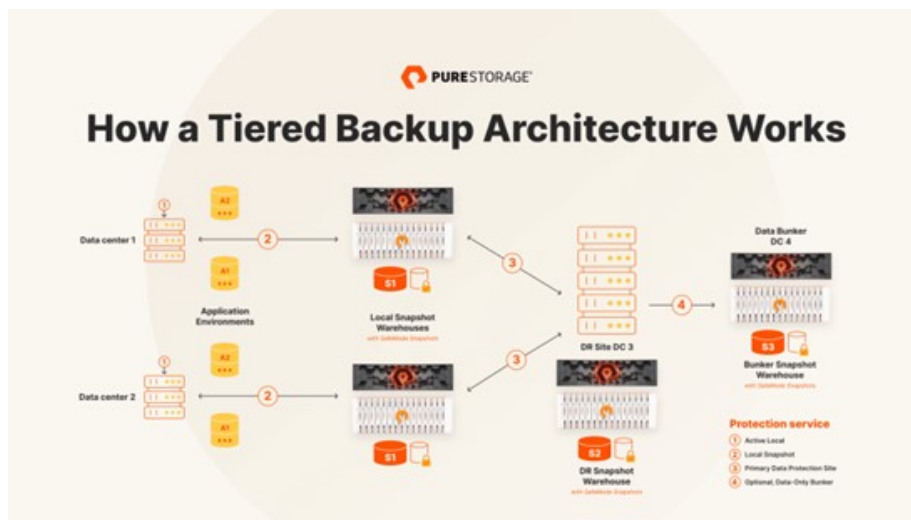 PURESTORAGE
How a Tiered Backup Architecture Works
1
A2
Data center 1
2
A1
Application
Environments
S1
Local Snapshot
Warehouses
with SafeMode Snapshots
3
DR Site DC 3
4
Data Bunker
DC 4
S3
Bunker Snapshot
Warehouse
with SafeMode Snapshots
1
A2
Data center 2
2
A1
S1
3
S2
DR Snapshot
Warehouse
with SafeMode Snapshots
Protection service
1 Active Local
2 Local Snapshot
3 Primary Data Protection Site
4 Optional, Data-Only Bunker